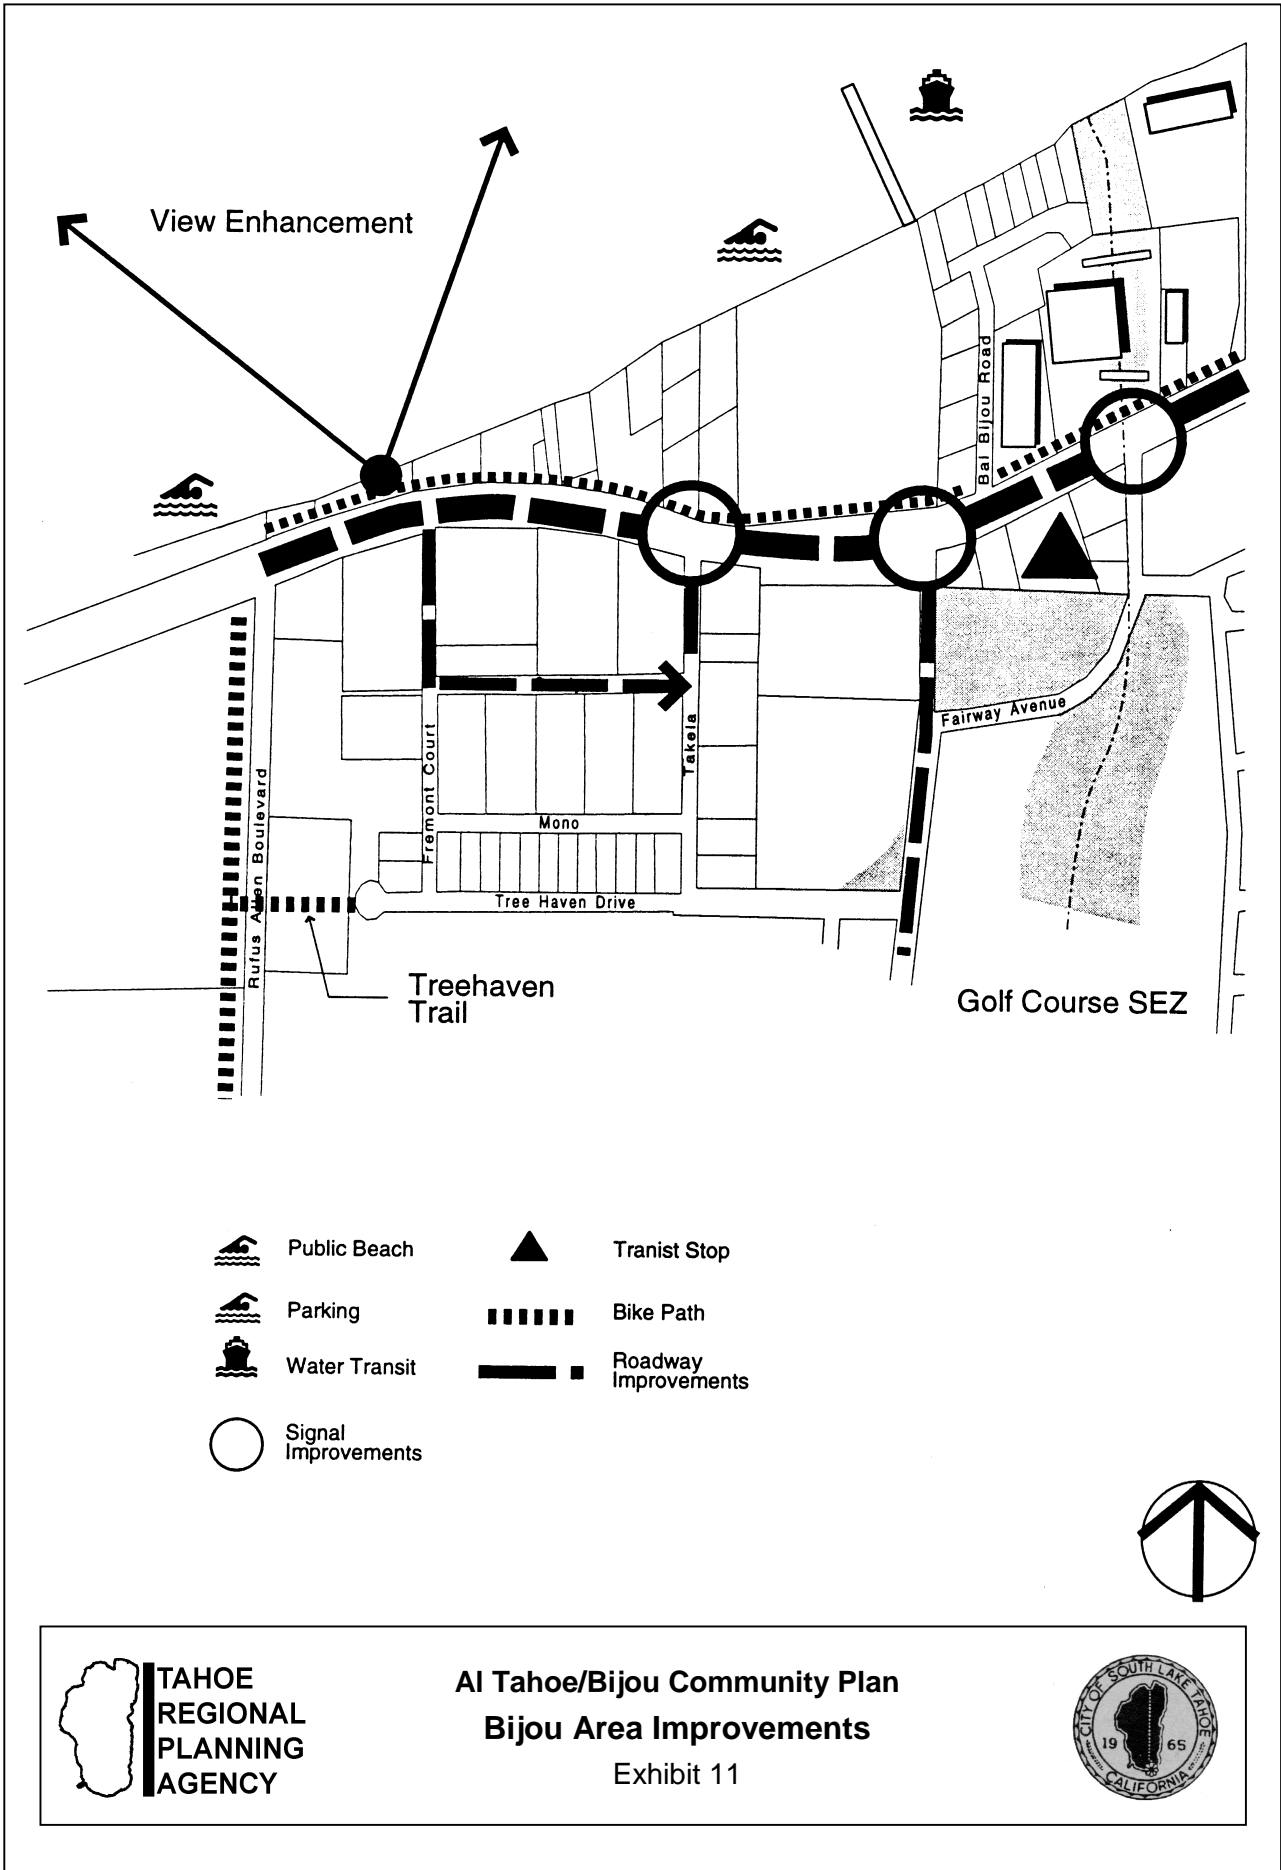 View Enhancement
Bal Bijou Road
Fairway Avenue
Takela
Fremont Court
Mono
Rufus Allen Boulevard
Tree Haven Drive
Treehaven
Trail
Golf Course SEZ
Public Beach
Tranist Stop
Parking
Bike Path
Water Transit
Roadway
Improvements
Signal
Improvements
TAHOE
REGIONAL
PLANNING
AGENCY
Al Tahoe/Bijou Community Plan
Bijou Area Improvements
Exhibit 11
CITY OF SOUTH LAKE TAHOE
19 65
CALIFORNIA